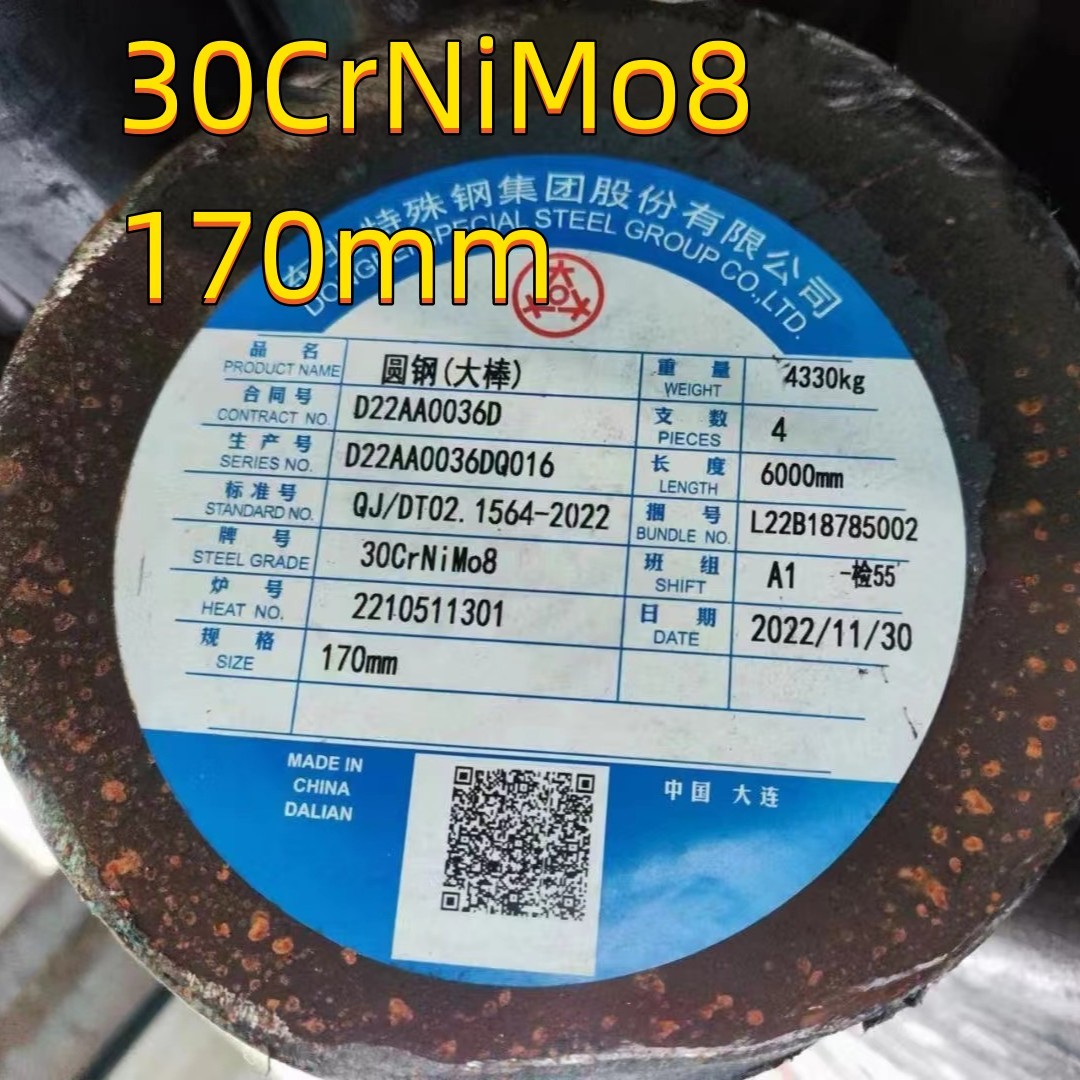 30CrNiMo8
170mm
特殊钢集团股份有限公司
SPECIAL STEEL GROUP CO.,LTD.
品 名 圆钢(大棒) 重 量 4330kg
PRODUCT NAME WEIGHT
合同号 D22AA0036D 支 数 4
CONTRACT NO. PIECES
生产号 D22AA0036DQ016 长 度 6000mm
SERIES NO. LENGTH
标准号 QJ/DT02.1564-2022 捆 号 L22B18785002
STANDARD NO. BUNDLE NO.
牌 号 30CrNiMo8 班 组 A1 -检55
STEEL GRADE SHIFT
炉 号 2210511301 日 期 2022/11/30
HEAT NO. DATE
规 格 170mm
SIZE
MADE IN
CHINA
DALIAN
中国 大连